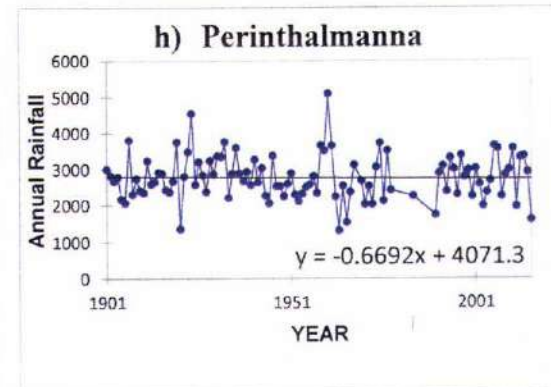 h) Perinthalmanna
6000
5000
4000
3000
2000
1000
0
Annual Rainfall
y = -0.6692x + 4071.3
1901 1951 2001
YEAR